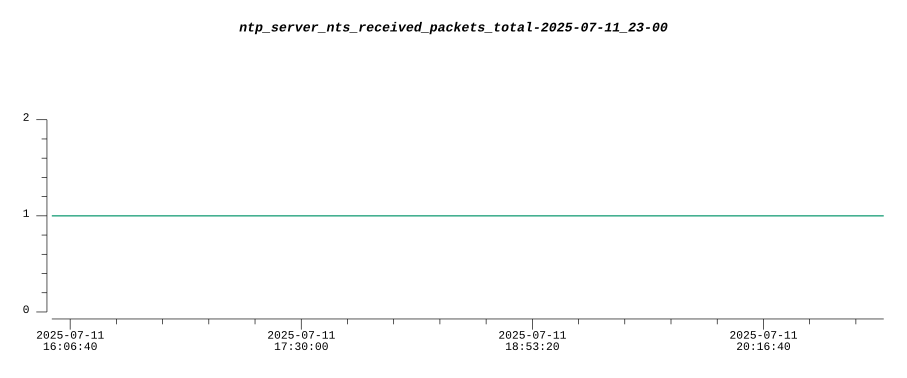 ntp_server_nts_received_packets_total-2025-07-11_23-00
2
1
0
2025-07-11 2025-07-11 2025-07-11 2025-07-11
16:06:40 17:30:00 18:53:20 20:16:40